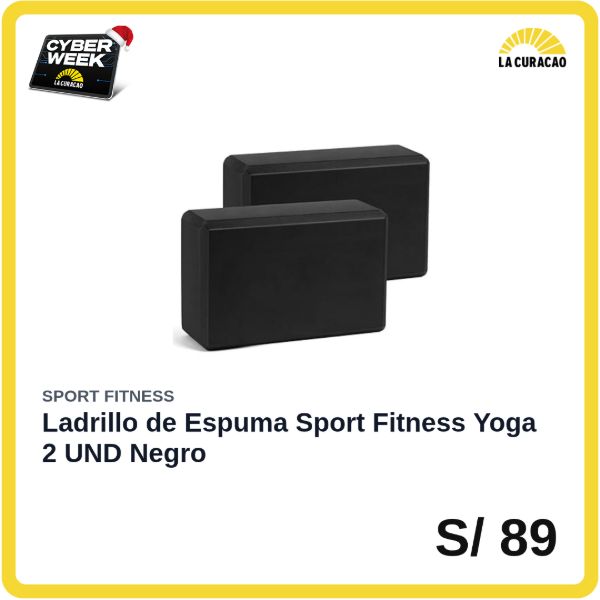 CYBER
WEEK
LA CURACAO
LA CURACAO
SPORT FITNESS
Ladrillo de Espuma Sport Fitness Yoga
2 UND Negro
S/ 89